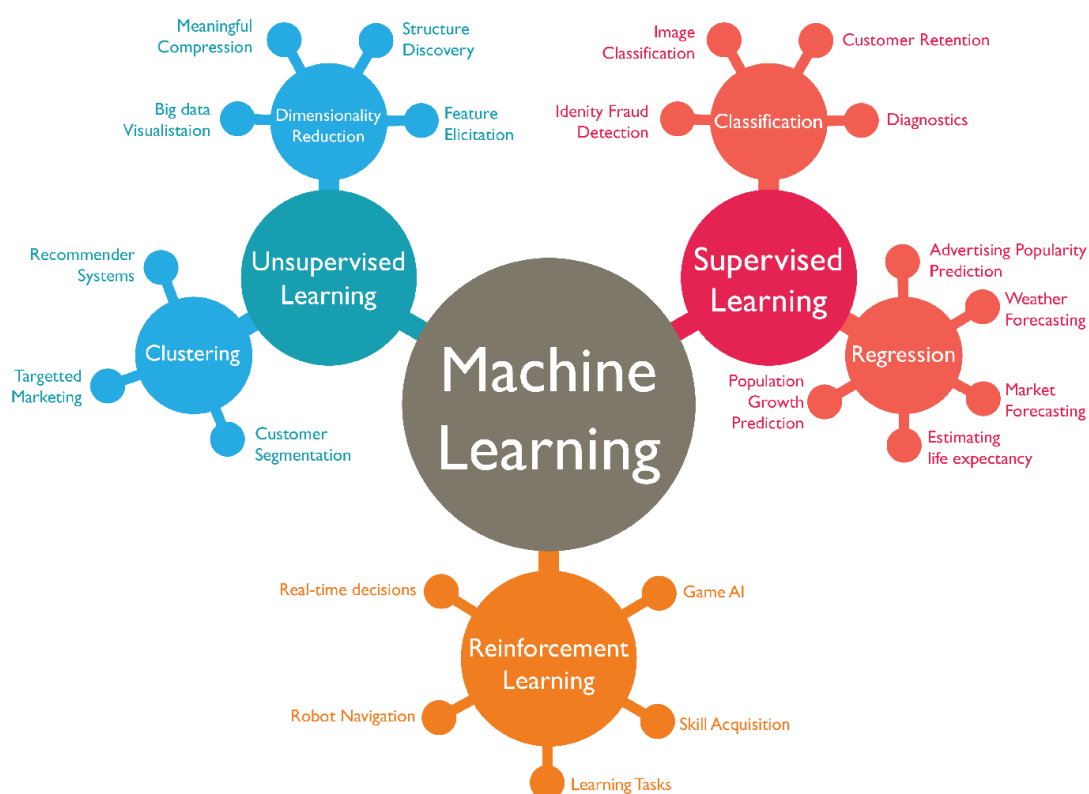 Meaningful
Compression
Structure
Discovery
Big data
Visualistaion
Dimensionality
Reduction
Feature
Elicitation
Image
Classification
Customer Retention
Idenity Fraud
Detection
Classification
Diagnostics
Recommender
Systems
Unsupervised
Learning
Clustering
Targetted
Marketing
Customer
Segmentation
Machine
Learning
Supervised
Learning
Advertising Popularity
Prediction
Weather
Forecasting
Regression
Population
Growth
Prediction
Market
Forecasting
Estimating
life expectancy
Real-time decisions
Game AI
Reinforcement
Learning
Robot Navigation
Skill Acquisition
Learning Tasks